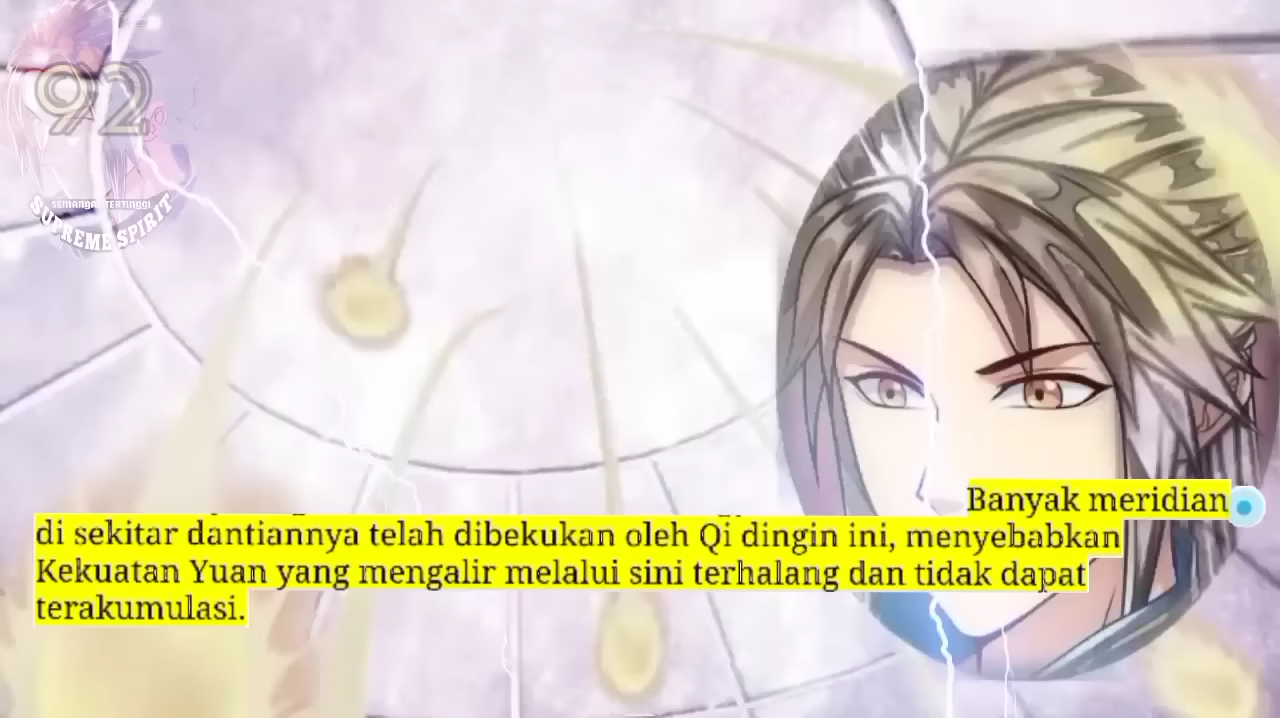 92
SEMANGAT TERTINGGI
SUPREME SPIRIT
Banyak meridian
di sekitar dantiannya telah dibekukan oleh Qi dingin ini, menyebabkan
Kekuatan Yuan yang mengalir melalui sini terhalang dan tidak dapat
terakumulasi.